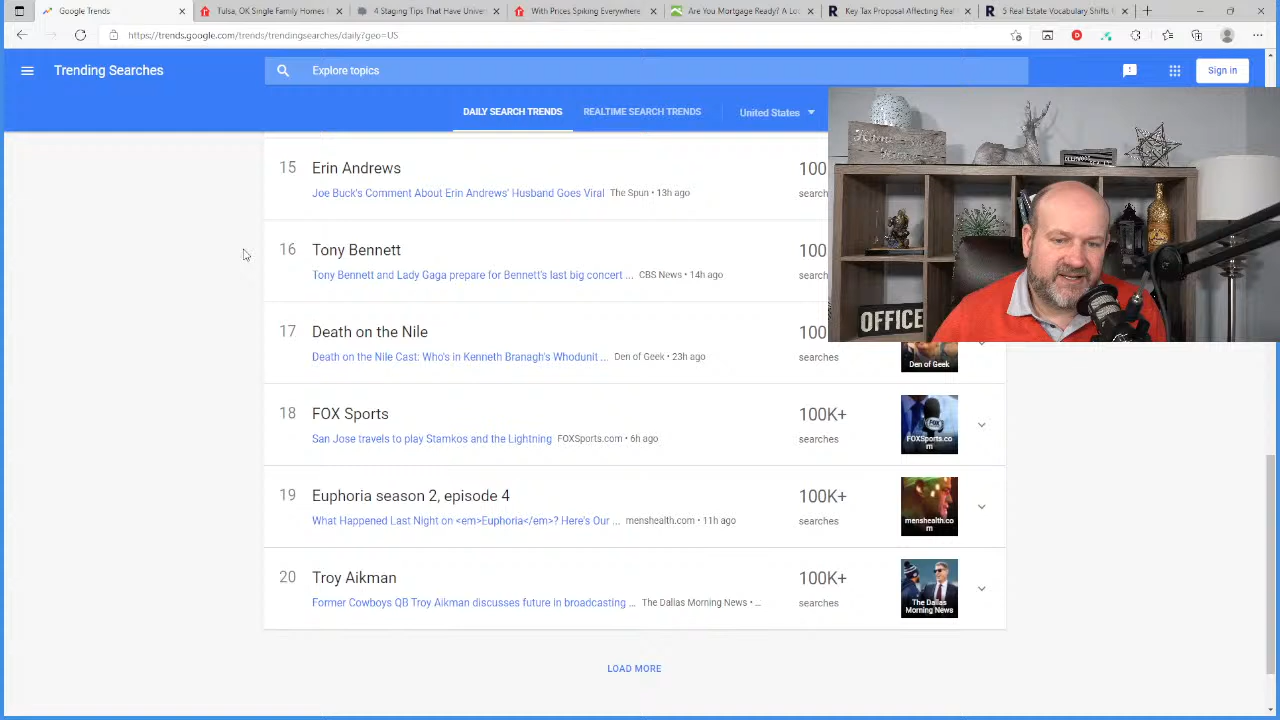 Google Trends
Tulsa, OK Single Family Homes
4 Staging Tips That Have Univer
With Prices Spiking Everywhere
Are You Mortgage Ready? A Lo
Key Tax Proposal Affecting Real
5 Real Estate Vocabulary Shifts
https://trends.google.com/trends/trendingsearches/daily?geo=US
Trending Searches
Explore topics
Sign in
DAILY SEARCH TRENDS
REALTIME SEARCH TRENDS
United States
15
Erin Andrews
100
Joe Buck's Comment About Erin Andrews' Husband Goes Viral The Spun • 13h ago
search
16
Tony Bennett
100
Tony Bennett and Lady Gaga prepare for Bennett's last big concert ... CBS News • 14h ago
search
17
Death on the Nile
100
Death on the Nile Cast: Who's in Kenneth Branagh's Whodunit ... Den of Geek • 23h ago
searches
Den of Geek
18
FOX Sports
100K+
San Jose travels to play Stamkos and the Lightning FOXSports.com • 6h ago
searches
FOXSports.co
m
19
Euphoria season 2, episode 4
100K+
What Happened Last Night on <em>Euphoria</em>? Here's Our ... menshealth.com • 11h ago
searches
menshealth.co
m
20
Troy Aikman
100K+
Former Cowboys QB Troy Aikman discusses future in broadcasting ... The Dallas Morning News • ...
searches
The Dallas
Morning News
LOAD MORE
OFFICE